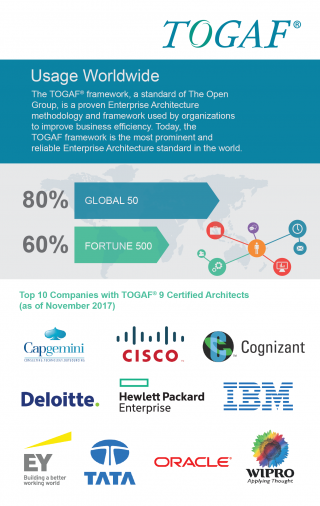 TOGAF®
Usage Worldwide
The TOGAF® framework, a standard of The Open
Group, is a proven Enterprise Architecture
methodology and framework used by organizations
to improve business efficiency. Today, the
TOGAF framework is the most prominent and
reliable Enterprise Architecture standard in the world.
80% GLOBAL 50
60% FORTUNE 500
Top 10 Companies with TOGAF® 9 Certified Architects
(as of November 2017)
Capgemini
CONSULTING.TECHNOLOGY.OUTSOURCING
CISCO
Cognizant
Deloitte.
Hewlett Packard
Enterprise
IBM
EY
Building a better
working world
TATA
ORACLE®
WIPRO
Applying Thought